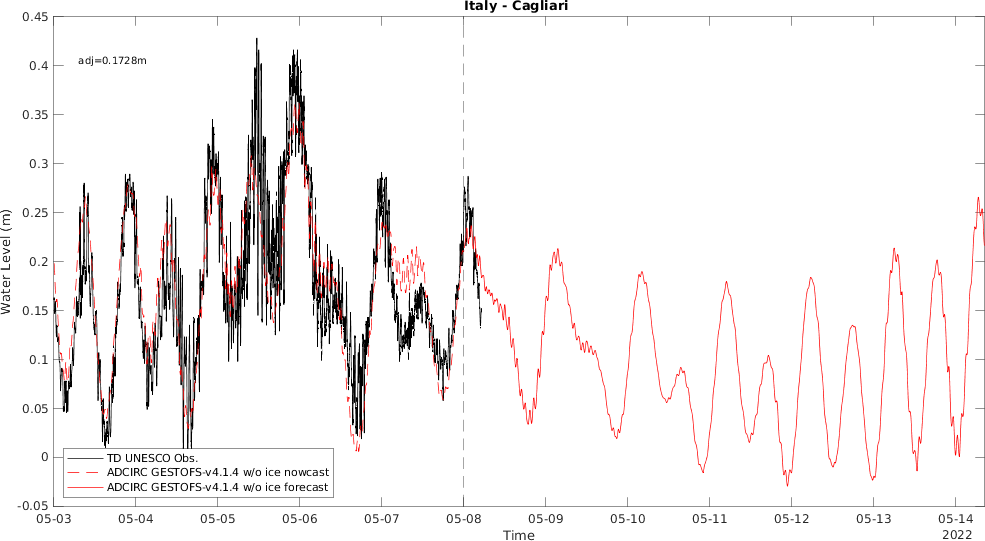 Italy - Cagliari
adj=0.1728m
0.45
0.4
0.35
0.3
0.25
0.2
0.15
0.1
0.05
0
-0.05
Water Level (m)
TD UNESCO Obs.
ADCIRC GESTOFS-v4.1.4 w/o ice nowcast
ADCIRC GESTOFS-v4.1.4 w/o ice forecast
05-03 05-04 05-05 05-06 05-07 05-08 05-09 05-10 05-11 05-12 05-13 05-14
Time
2022